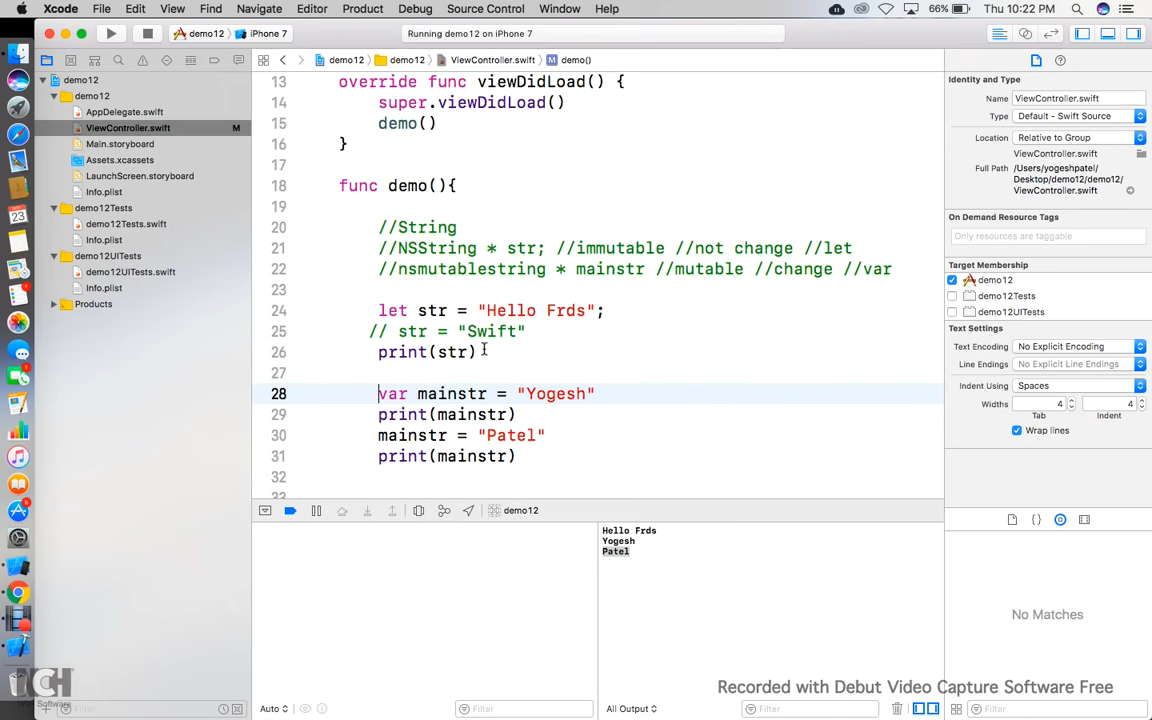 Xcode File Edit View Find Navigate Editor Product Debug Source Control Window Help 66% Thu 10:22 PM
demo12 iPhone 7 Running demo12 on iPhone 7
demo12 demo12 ViewController.swift M demo()
demo12
demo12
AppDelegate.swift
ViewController.swift M
Main.storyboard
Assets.xcassets
LaunchScreen.storyboard
Info.plist
demo12Tests
demo12Tests.swift
Info.plist
demo12UITests
demo12UITests.swift
Info.plist
Products
13 override func viewDidLoad() {
14 super.viewDidLoad()
15 demo()
16 }
17
18 func demo(){
19
20 //String
21 //NSString * str; //immutable //not change //let
22 //nsmutablestring * mainstr //mutable //change //var
23
24 let str = "Hello Frds";
25 // str = "Swift"
26 print(str)
27
28 var mainstr = "Yogesh"
29 print(mainstr)
30 mainstr = "Patel"
31 print(mainstr)
32
33
demo12
Hello Frds
Yogesh
Patel
Auto
Filter
All Output
Filter
Identity and Type
Name ViewController.swift
Type Default - Swift Source
Location Relative to Group
ViewController.swift
Full Path /Users/yogeshpatel/
Desktop/demo12/demo12/
ViewController.swift
On Demand Resource Tags
Only resources are taggable
Target Membership
demo12
demo12Tests
demo12UITests
Text Settings
Text Encoding No Explicit Encoding
Line Endings No Explicit Line Endings
Indent Using Spaces
Widths 4 4
Tab Indent
Wrap lines
No Matches
Filter
Filter
NCH
Software
Recorded with Debut Video Capture Software Free